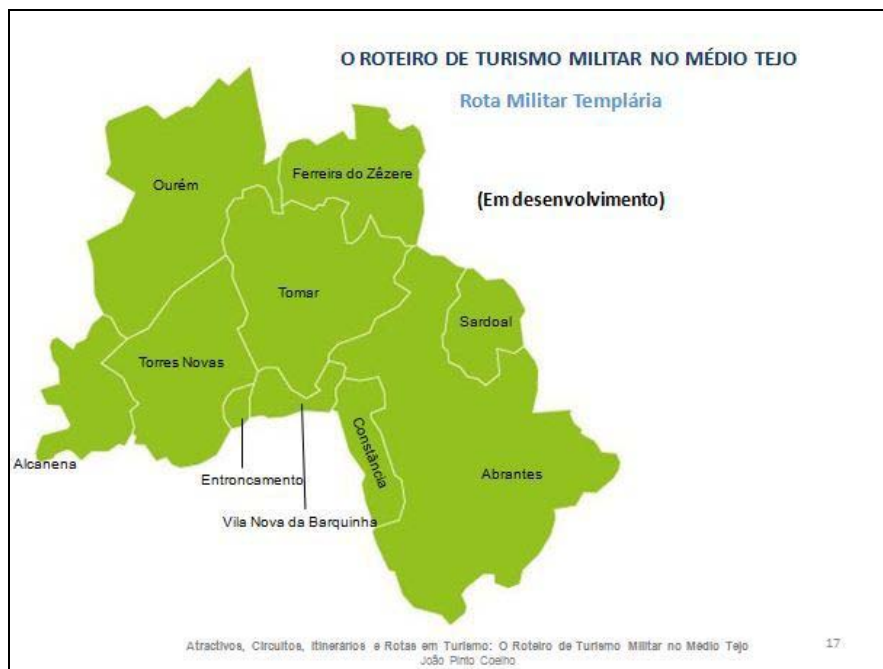 O ROTEIRO DE TURISMO MILITAR NO MÉDIO TEJO
Rota Militar Templária
(Em desenvolvimento)
Ourém
Ferreira do Zêzere
Tomar
Sardoal
Torres Novas
Constância
Alcanena
Abrantes
Entroncamento
Vila Nova da Barquinha
Atractivos, Circuitos, Itinerários e Rotas em Turismo: O Roteiro de Turismo Militar no Médio Tejo
João Pinto Coelho
17